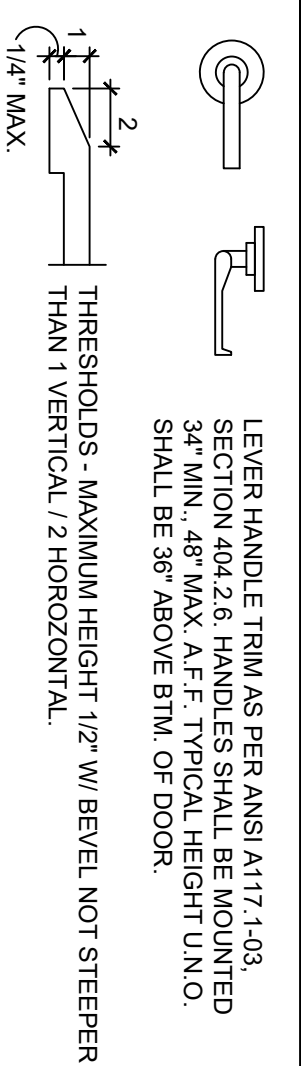 LEVER HANDLE TRIM AS PER ANSI A117.1-03,
SECTION 404.2.6. HANDLES SHALL BE MOUNTED
34" MIN., 48" MAX. A.F.F. TYPICAL HEIGHT U.N.O.
SHALL BE 36" ABOVE BTM. OF DOOR.
2
1
1/4" MAX.
THRESHOLDS - MAXIMUM HEIGHT 1/2" W/ BEVEL NOT STEEPER
THAN 1 VERTICAL / 2 HOROZONTAL.